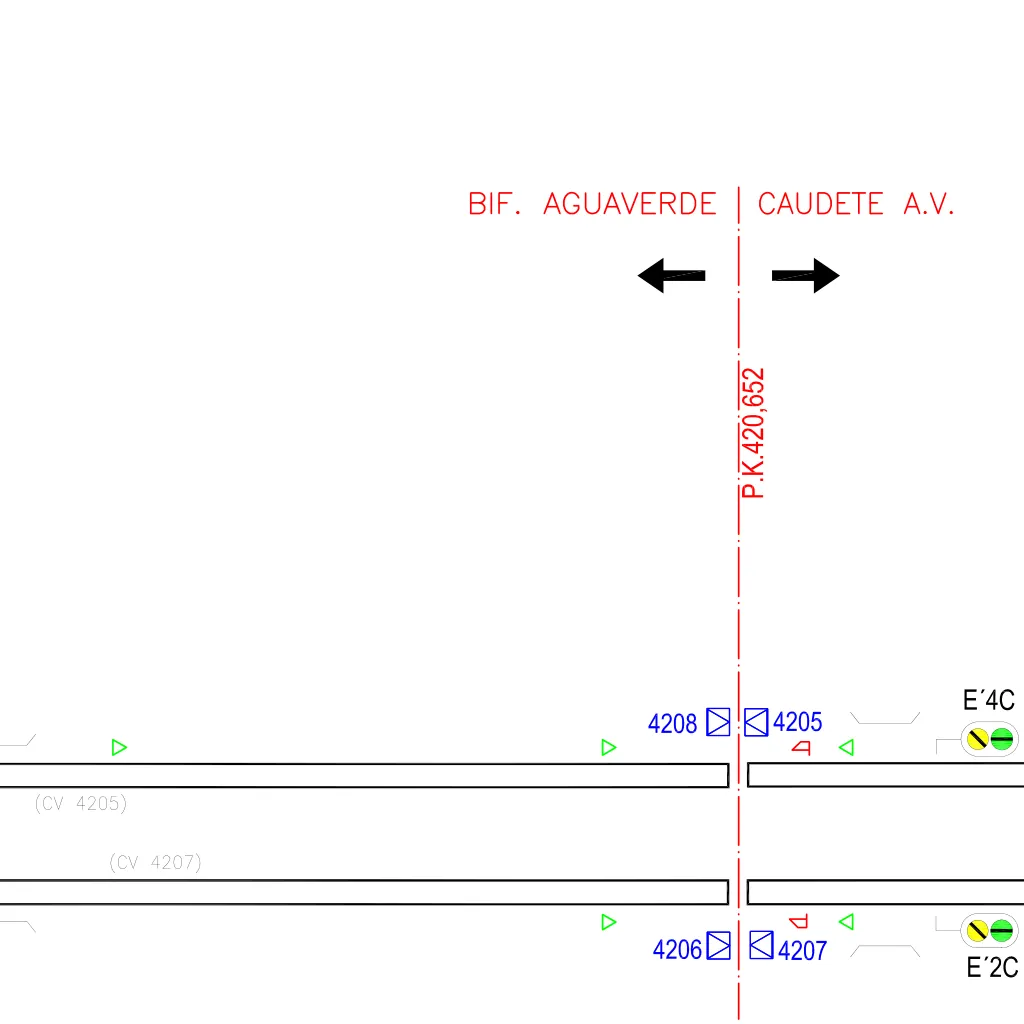 BIF. AGUAVERDE
CAUDETE A.V.
P.K.420,652
E´4C
4208
4205
(CV 4205)
(CV 4207)
4206
4207
E´2C